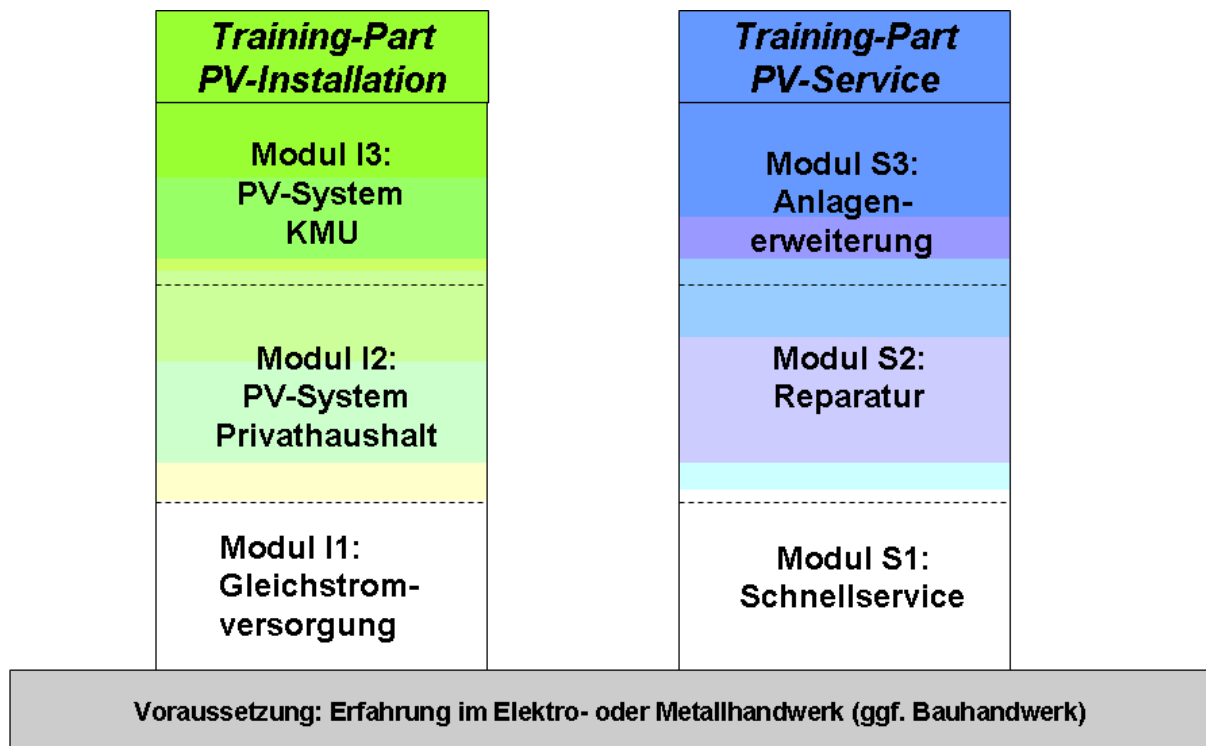 Training-Part
PV-Installation
Modul I3:
PV-System
KMU
Modul I2:
PV-System
Privathaushalt
Modul I1:
Gleichstrom-
versorgung
Training-Part
PV-Service
Modul S3:
Anlagen-
erweiterung
Modul S2:
Reparatur
Modul S1:
Schnellservice
Voraussetzung: Erfahrung im Elektro- oder Metallhandwerk (ggf. Bauhandwerk)